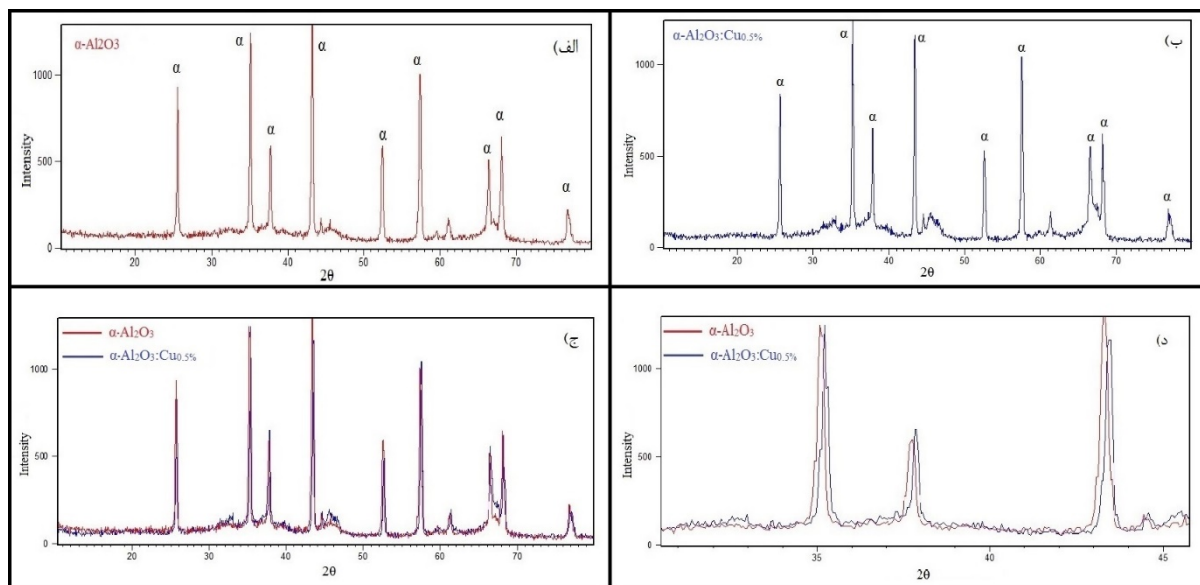 α-Al2O3
الف)
α
α
α
α
α
α
α
α
α
1000
500
0
Intensity
20
30
40
50
60
70
2θ
α-Al₂O₃:Cu₀.₅%
ب)
α
α
α
α
α
α
α
α
α
1000
500
0
Intensity
20
30
40
50
60
70
2θ
α-Al₂O₃
α-Al₂O₃:Cu₀.₅%
ج)
1000
500
0
Intensity
20
30
40
50
60
70
2θ
α-Al₂O₃
α-Al₂O₃:Cu₀.₅%
د)
1000
500
0
Intensity
35
40
45
2θ